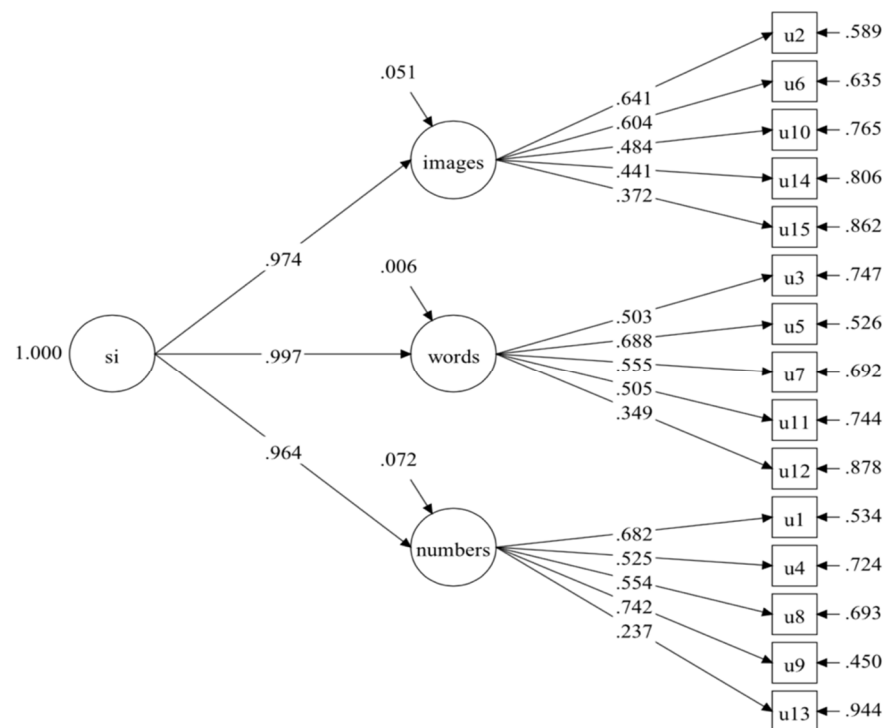 u2 .589
.051
u6 .635
.641
.604
u10 .765
.484
images
.441
u14 .806
.372
u15 .862
.974
.006
u3 .747
.503
u5 .526
.688
1.000 si .997 words
.555
u7 .692
.505
.349
u11 .744
.964
.072
u12 .878
u1 .534
.682
numbers
.525
u4 .724
.554
.742
u8 .693
.237
u9 .450
u13 .944